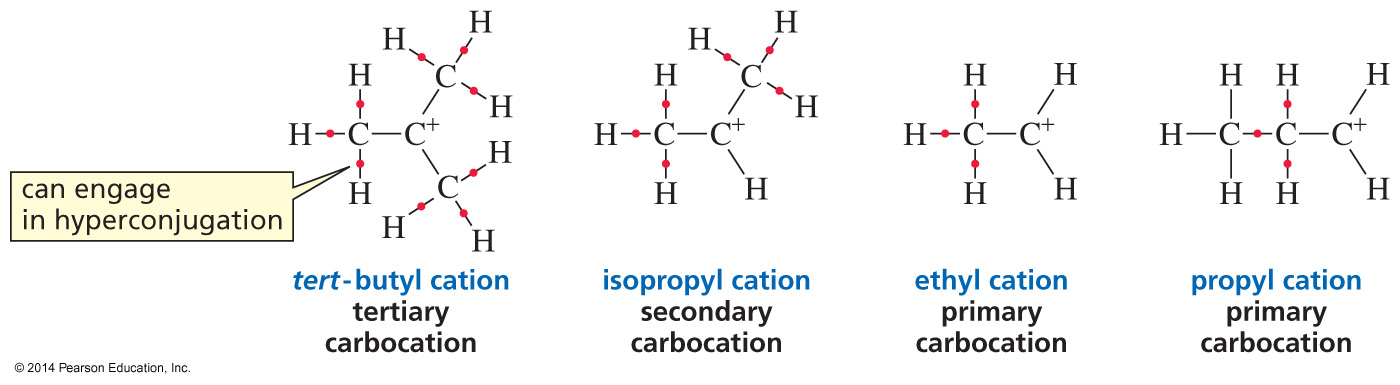 H H
H C H
H C C+
H C H
H H
can engage
in hyperconjugation
tert-butyl cation
tertiary
carbocation
H H
H C H
H C C+
H H
isopropyl cation
secondary
carbocation
H H
H C C+
H H
ethyl cation
primary
carbocation
H H H
H C C C+
H H H
propyl cation
primary
carbocation
© 2014 Pearson Education, Inc.